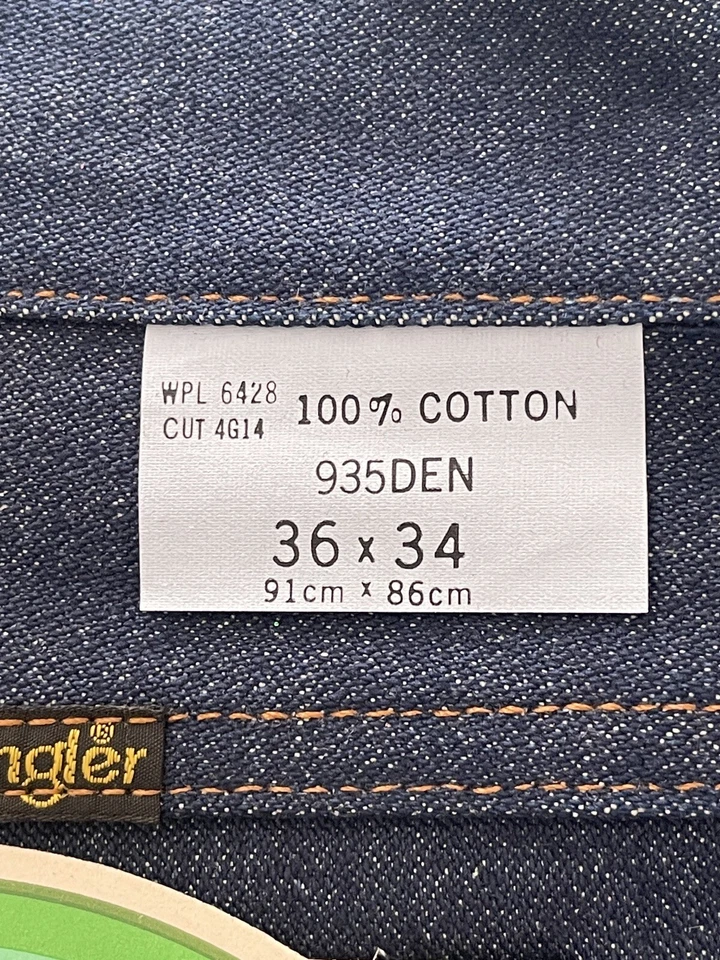 WPL 6428
CUT 4G14
100% COTTON
935DEN
36 x 34
91cm x 86cm
ngler®